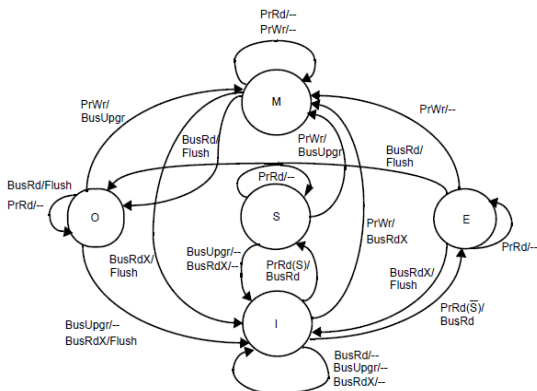 PrRd/--
PrWr/--
M
PrWr/
BusUpgr
PrWr/--
BusRd/
Flush
PrWr/
BusUpgr
BusRd/
Flush
BusRd/Flush
PrRd/--
O
PrRd/--
S
E
PrRd/--
PrWr/
BusRdX
BusUpgr/--
BusRdX/--
PrRd(S)/
BusRd
BusRdX/
Flush
BusRdX/
Flush
PrRd(S̅)/
BusRd
BusUpgr/--
BusRdX/Flush
I
BusRd/--
BusUpgr/--
BusRdX/--